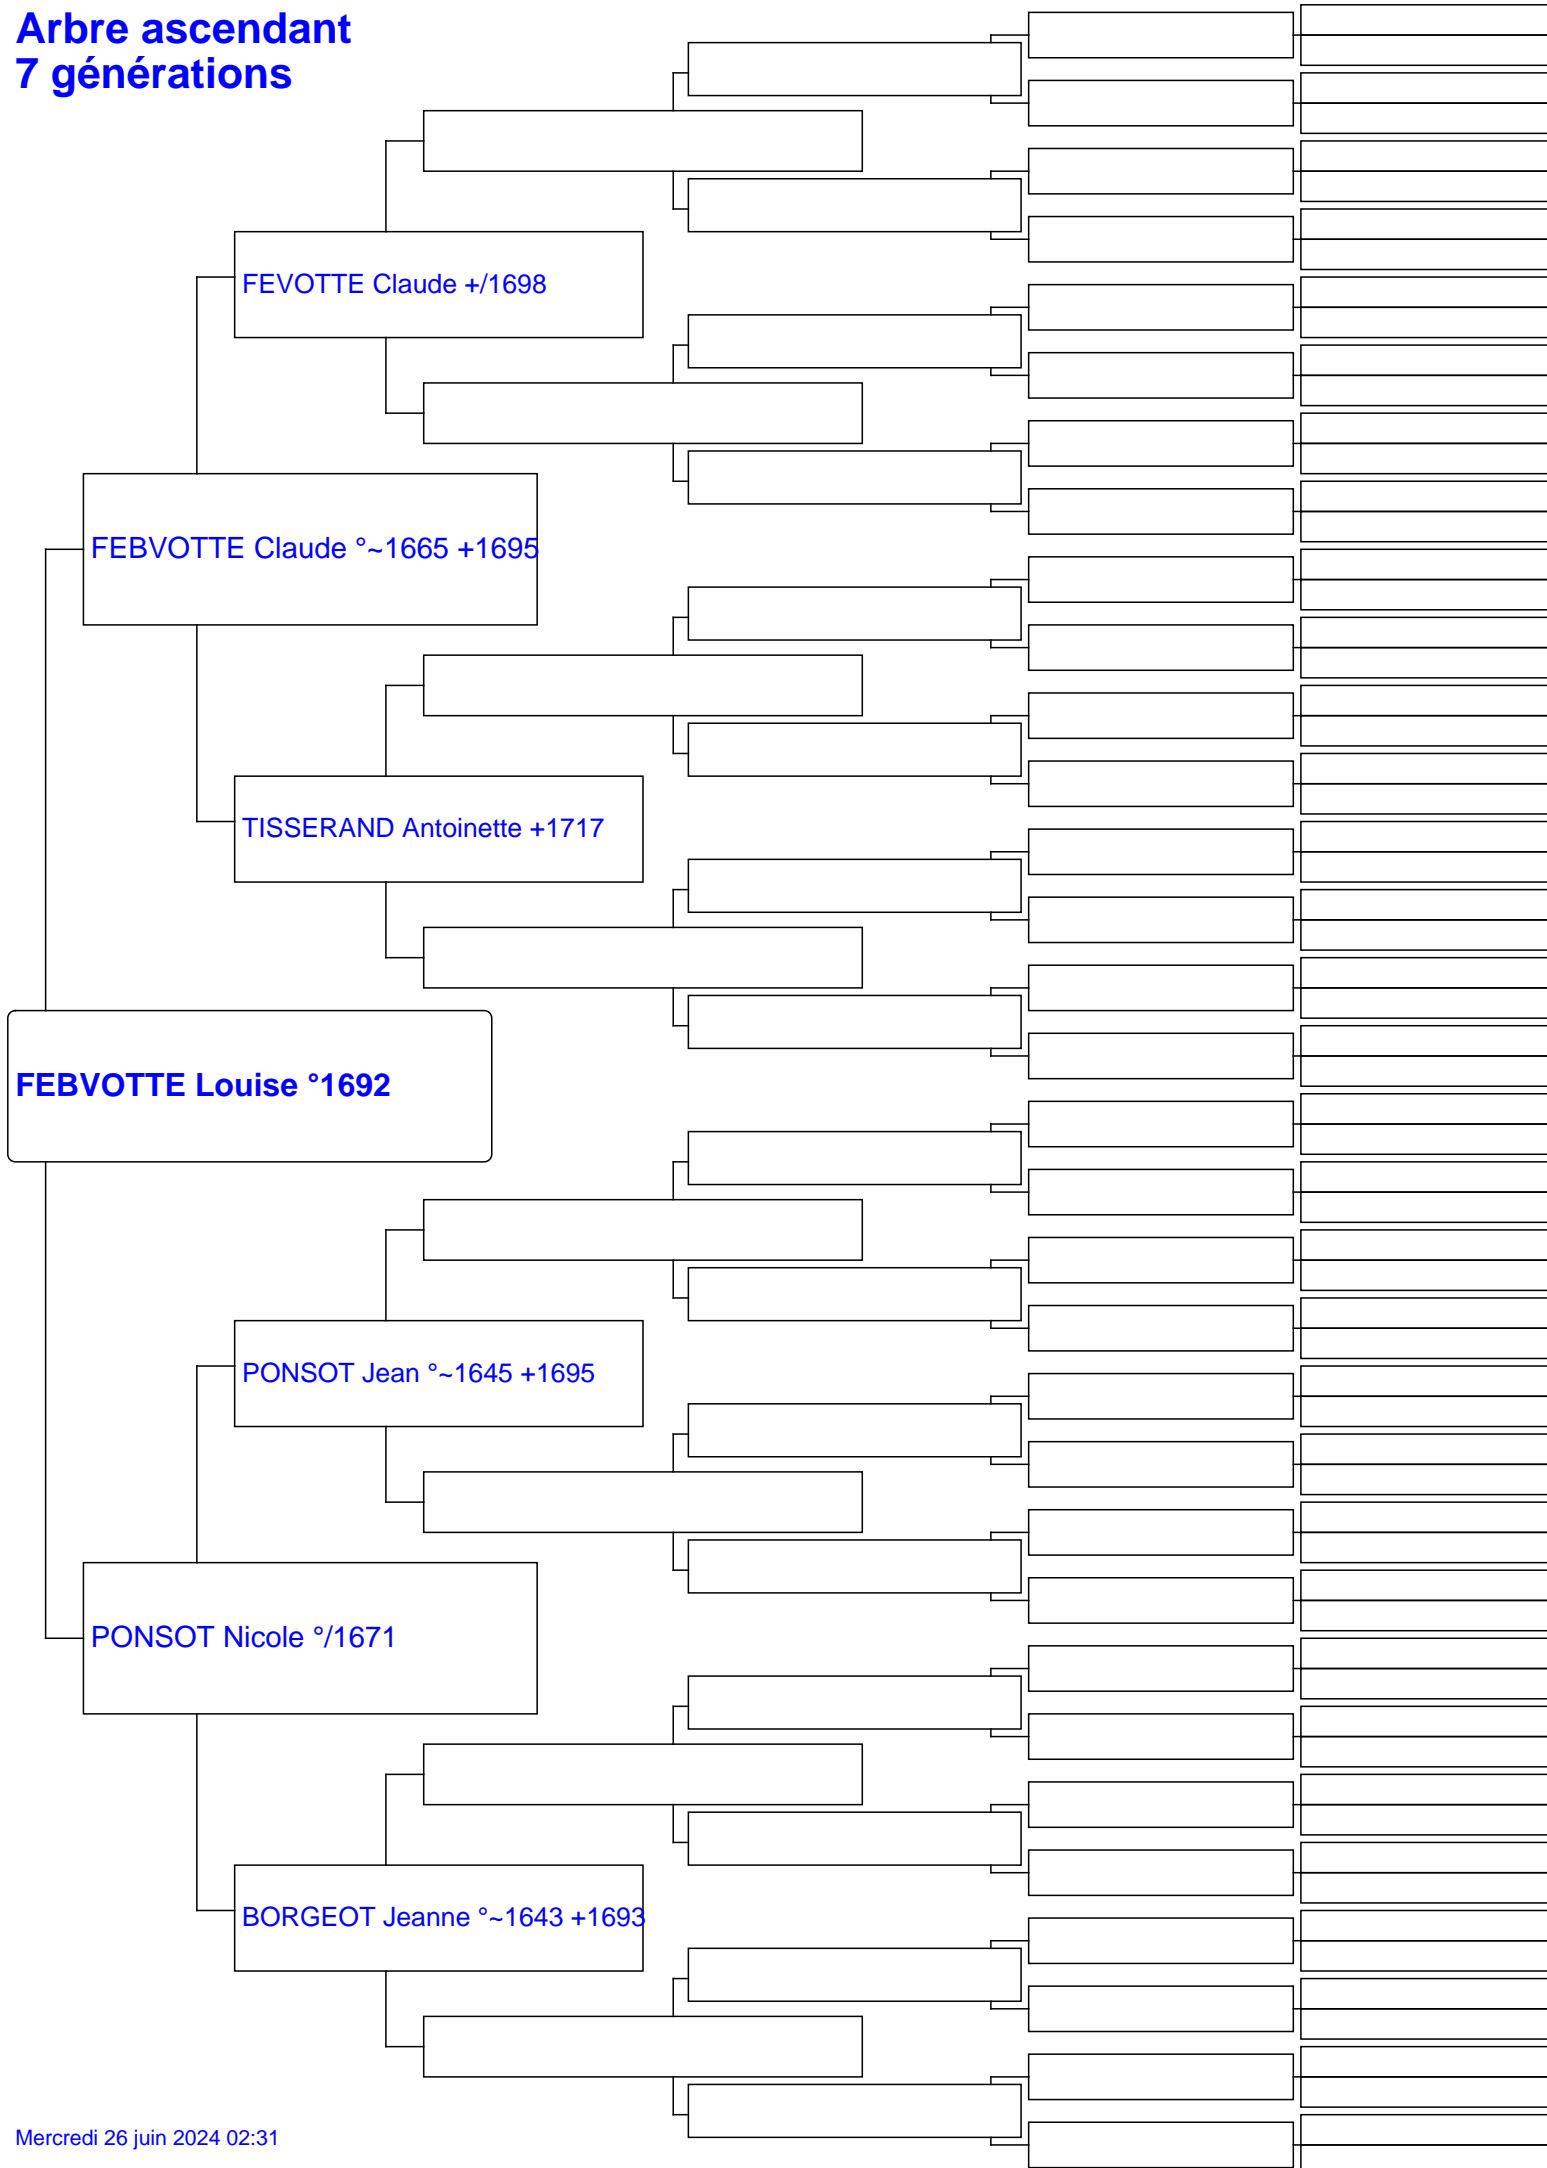 Arbre ascendant
7 générations
FEVOTTE Claude +/1698
FEBVOTTE Claude °~1665 +1695
TISSERAND Antoinette +1717
FEBVOTTE Louise °1692
PONSOT Jean °~1645 +1695
PONSOT Nicole °/1671
BORGEOT Jeanne °~1643 +1693
Mercredi 26 juin 2024 02:31